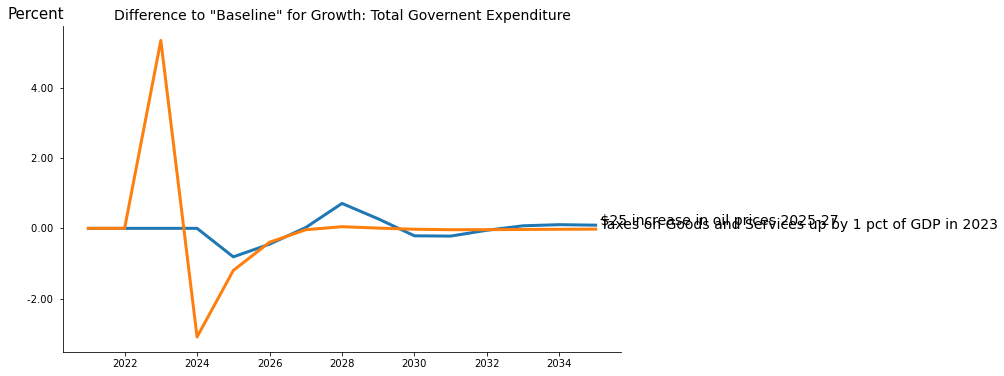 Difference to "Baseline" for Growth: Total Governent Expenditure
Percent
4.00
2.00
0.00
-2.00
$25 increase in oil prices 2025-27
Taxes on Goods and Services up by 1 pct of GDP in 2023
2022 2024 2026 2028 2030 2032 2034